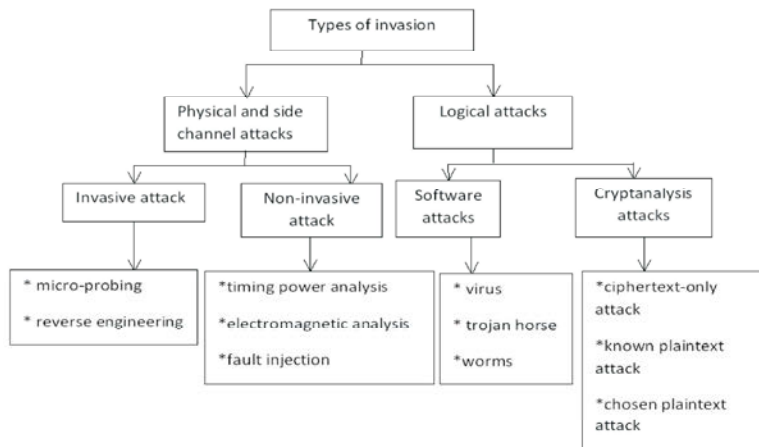 Types of invasion
Physical and side
channel attacks
Logical attacks
Invasive attack
Non-invasive
attack
Software
attacks
Cryptanalysis
attacks
* micro-probing
* reverse engineering
*timing power analysis
*electromagnetic analysis
*fault injection
* virus
* trojan horse
*worms
*ciphertext-only
attack
*known plaintext
attack
*chosen plaintext
attack